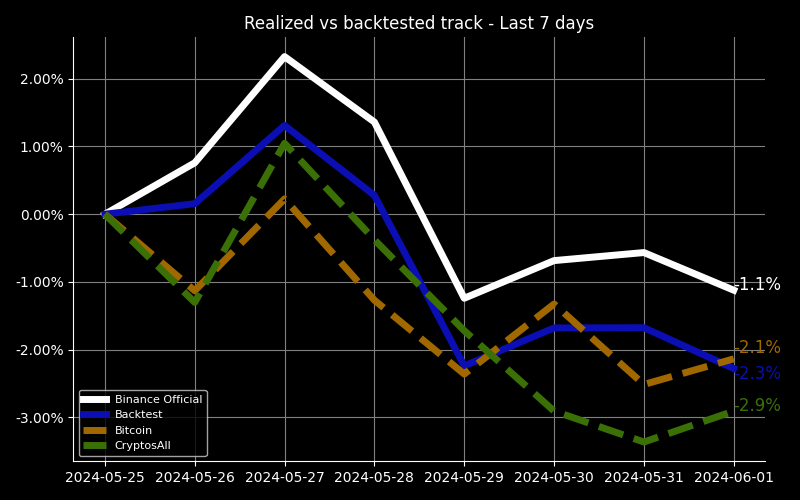 Realized vs backtested track - Last 7 days
2.00%
1.00%
0.00%
-1.00%
-2.00%
-3.00%
-1.1%
-2.1%
-2.3%
-2.9%
Binance Official
Backtest
Bitcoin
CryptosAll
2024-05-25 2024-05-26 2024-05-27 2024-05-28 2024-05-29 2024-05-30 2024-05-31 2024-06-01